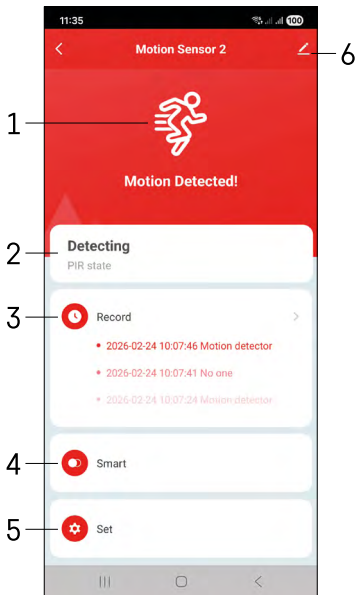 11:35
100
Motion Sensor 2
6
1
Motion Detected!
2
Detecting
PIR state
3
Record
2026-02-24 10:07:46 Motion detector
2026-02-24 10:07:41 No one
2026-02-24 10:07:24 Motion detector
4
Smart
5
Set